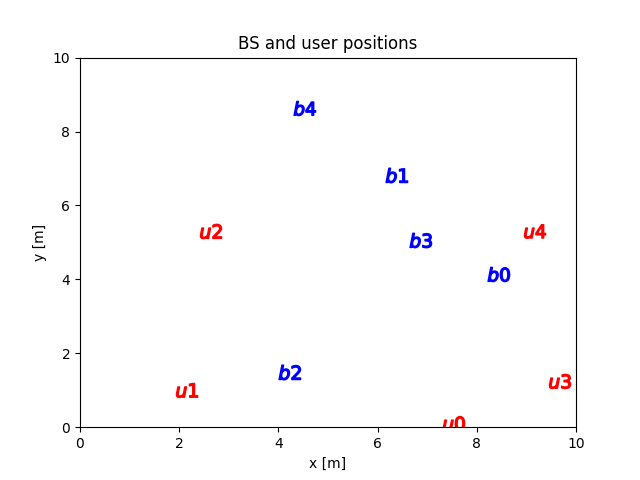 BS and user positions
10
b4
8
b1
6
u2
u4
b3
b0
4
2
b2
u3
u1
u0
0
0 2 4 6 8 10
y [m]
x [m]